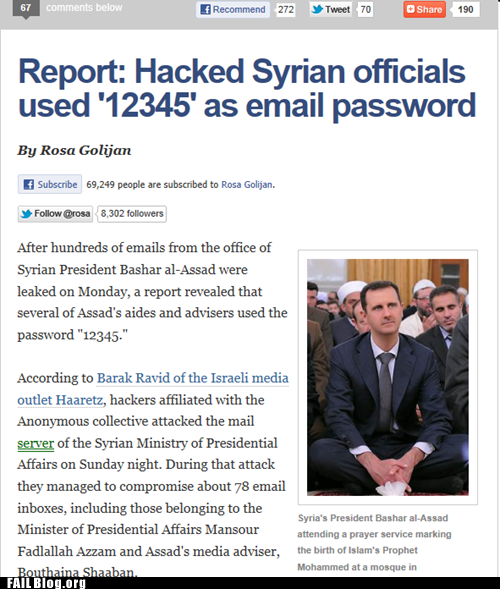 67 comments below
Recommend 272 Tweet 70 Share 190
Report: Hacked Syrian officials
used '12345' as email password
By Rosa Golijan
Subscribe 69,249 people are subscribed to Rosa Golijan.
Follow @rosa 8,302 followers
After hundreds of emails from the office of
Syrian President Bashar al-Assad were
leaked on Monday, a report revealed that
several of Assad's aides and advisers used the
password "12345."
According to Barak Ravid of the Israeli media
outlet Haaretz, hackers affiliated with the
Anonymous collective attacked the mail
server of the Syrian Ministry of Presidential
Affairs on Sunday night. During that attack
they managed to compromise about 78 email
inboxes, including those belonging to the
Minister of Presidential Affairs Mansour
Fadlallah Azzam and Assad's media adviser,
Bouthaina Shaaban.
Syria's President Bashar al-Assad
attending a prayer service marking
the birth of Islam's Prophet
Mohammed at a mosque in
FAIL Blog.org